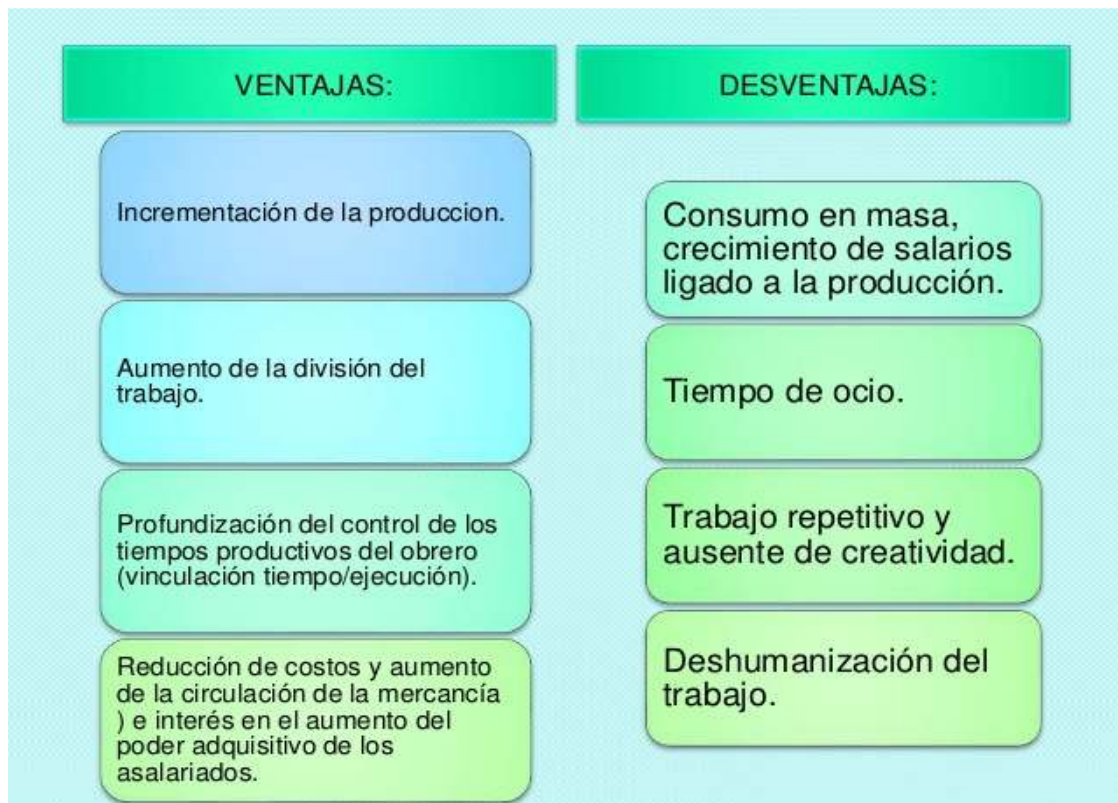 VENTAJAS:
Incrementación de la produccion.
Aumento de la división del
trabajo.
Profundización del control de los
tiempos productivos del obrero
(vinculación tiempo/ejecución).
Reducción de costos y aumento
de la circulación de la mercancía
) e interés en el aumento del
poder adquisitivo de los
asalariados.
DESVENTAJAS:
Consumo en masa,
crecimiento de salarios
ligado a la producción.
Tiempo de ocio.
Trabajo repetitivo y
ausente de creatividad.
Deshumanización del
trabajo.